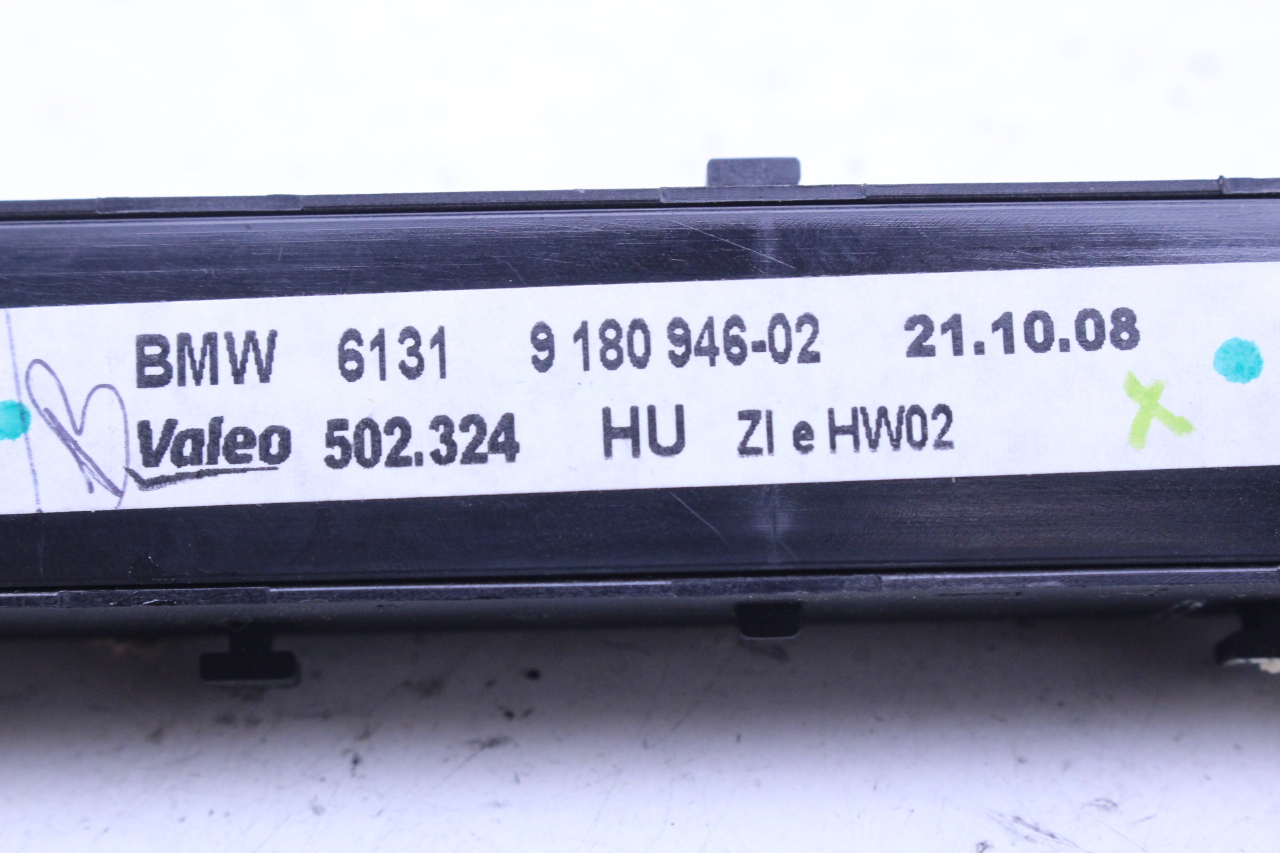 BMW 6131 9 180 946-02 21.10.08
Valeo 502.324 HU ZI e HW02